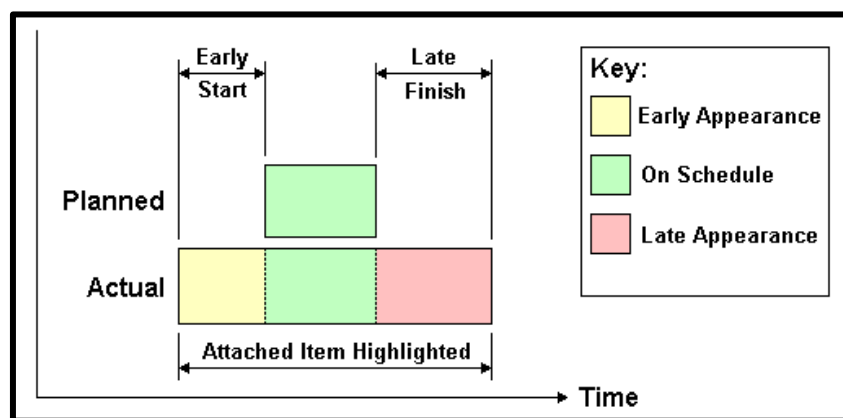 Early
Start
Late
Finish
Key:
Early Appearance
On Schedule
Late Appearance
Planned
Actual
Attached Item Highlighted
Time